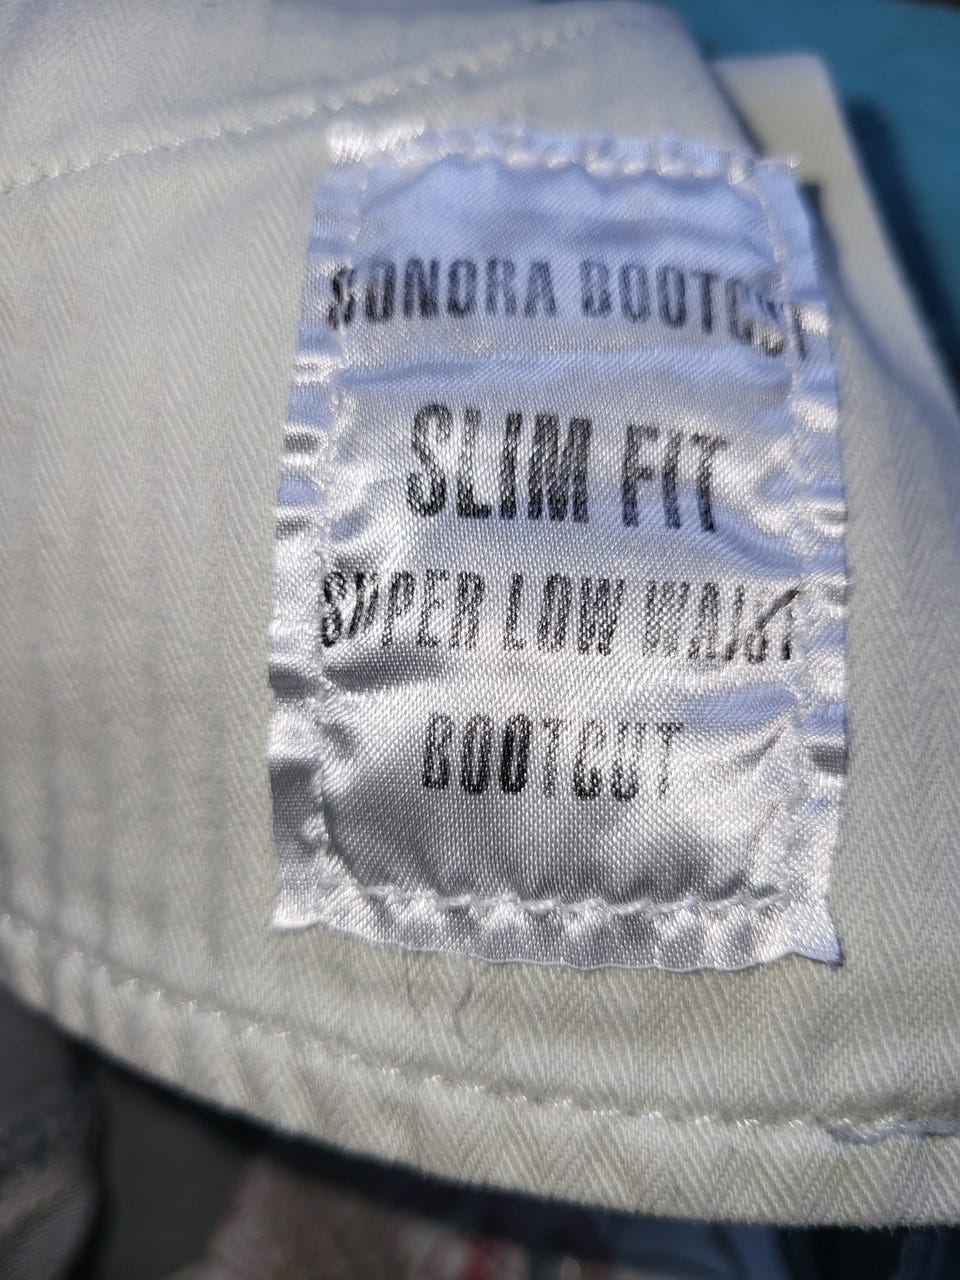 SONORA BOOTCUT
SLIM FIT
SUPER LOW WAIST
BOOTCUT